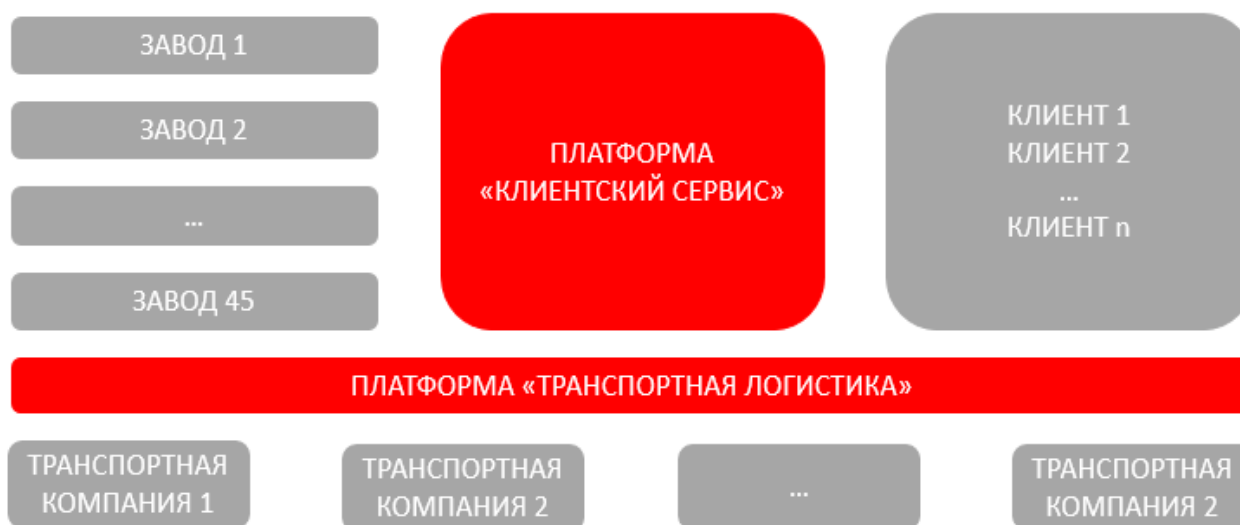 ЗАВОД 1
ЗАВОД 2
...
ЗАВОД 45
ПЛАТФОРМА
«КЛИЕНТСКИЙ СЕРВИС»
КЛИЕНТ 1
КЛИЕНТ 2
...
КЛИЕНТ n
ПЛАТФОРМА «ТРАНСПОРТНАЯ ЛОГИСТИКА»
ТРАНСПОРТНАЯ
КОМПАНИЯ 1
ТРАНСПОРТНАЯ
КОМПАНИЯ 2
...
ТРАНСПОРТНАЯ
КОМПАНИЯ 2